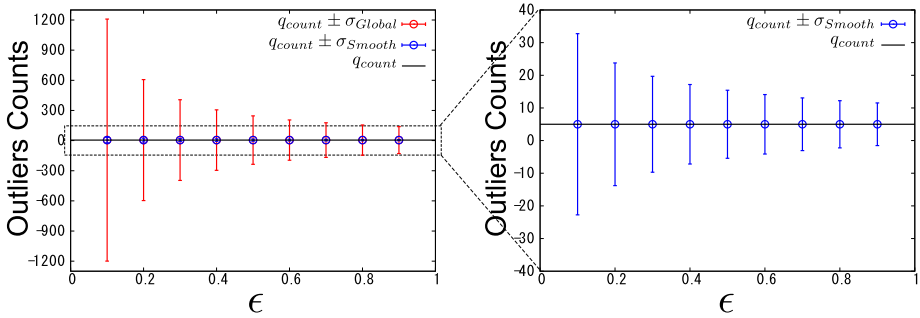 Outliers Counts
1200
900
600
300
0
-300
-600
-900
-1200
q_count ± σ_Global
q_count ± σ_Smooth
q_count
0 0.2 0.4 0.6 0.8 1
ϵ
Outliers Counts
40
30
20
10
0
-10
-20
-30
-40
q_count ± σ_Smooth
q_count
0 0.2 0.4 0.6 0.8 1
ϵ